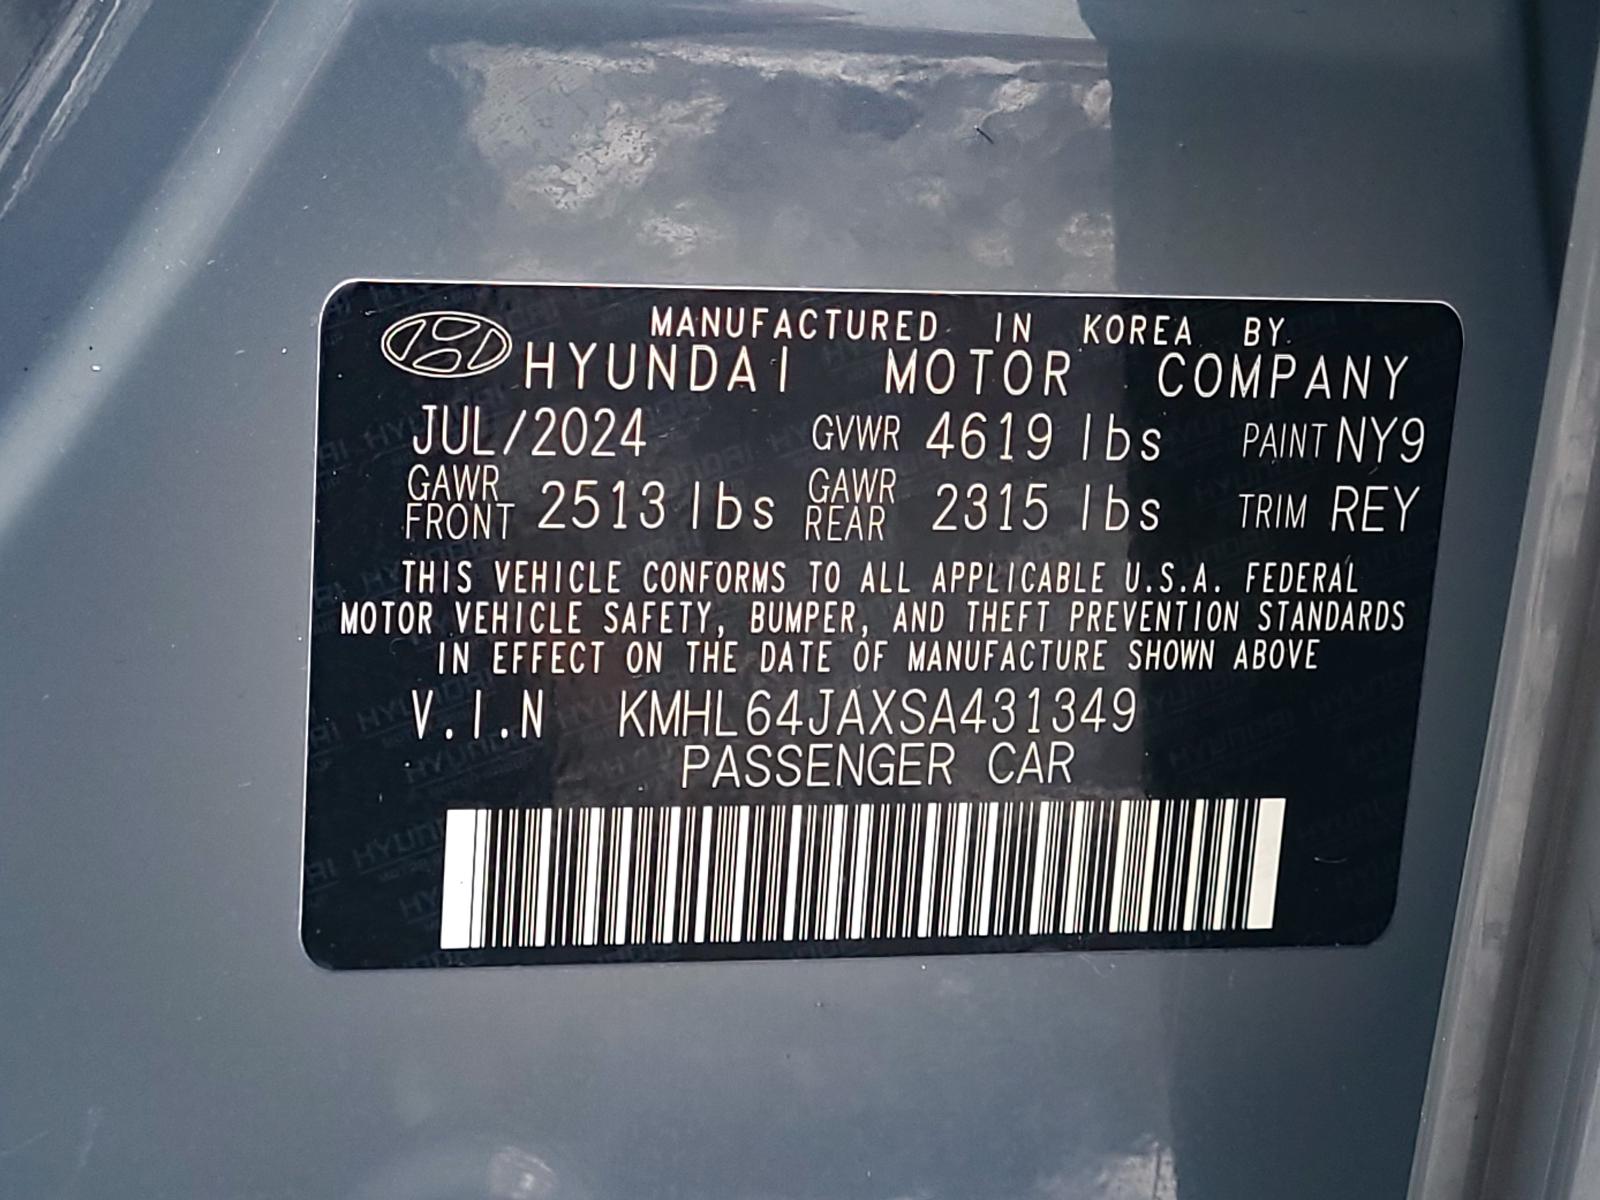 MANUFACTURED IN KOREA BY
HYUNDAI MOTOR COMPANY
JUL/2024 GVWR 4619 lbs PAINT NY9
GAWR FRONT 2513 lbs GAWR REAR 2315 lbs TRIM REY
THIS VEHICLE CONFORMS TO ALL APPLICABLE U.S.A. FEDERAL
MOTOR VEHICLE SAFETY, BUMPER, AND THEFT PREVENTION STANDARDS
IN EFFECT ON THE DATE OF MANUFACTURE SHOWN ABOVE
V.I.N KMHL64JAXSA431349
PASSENGER CAR